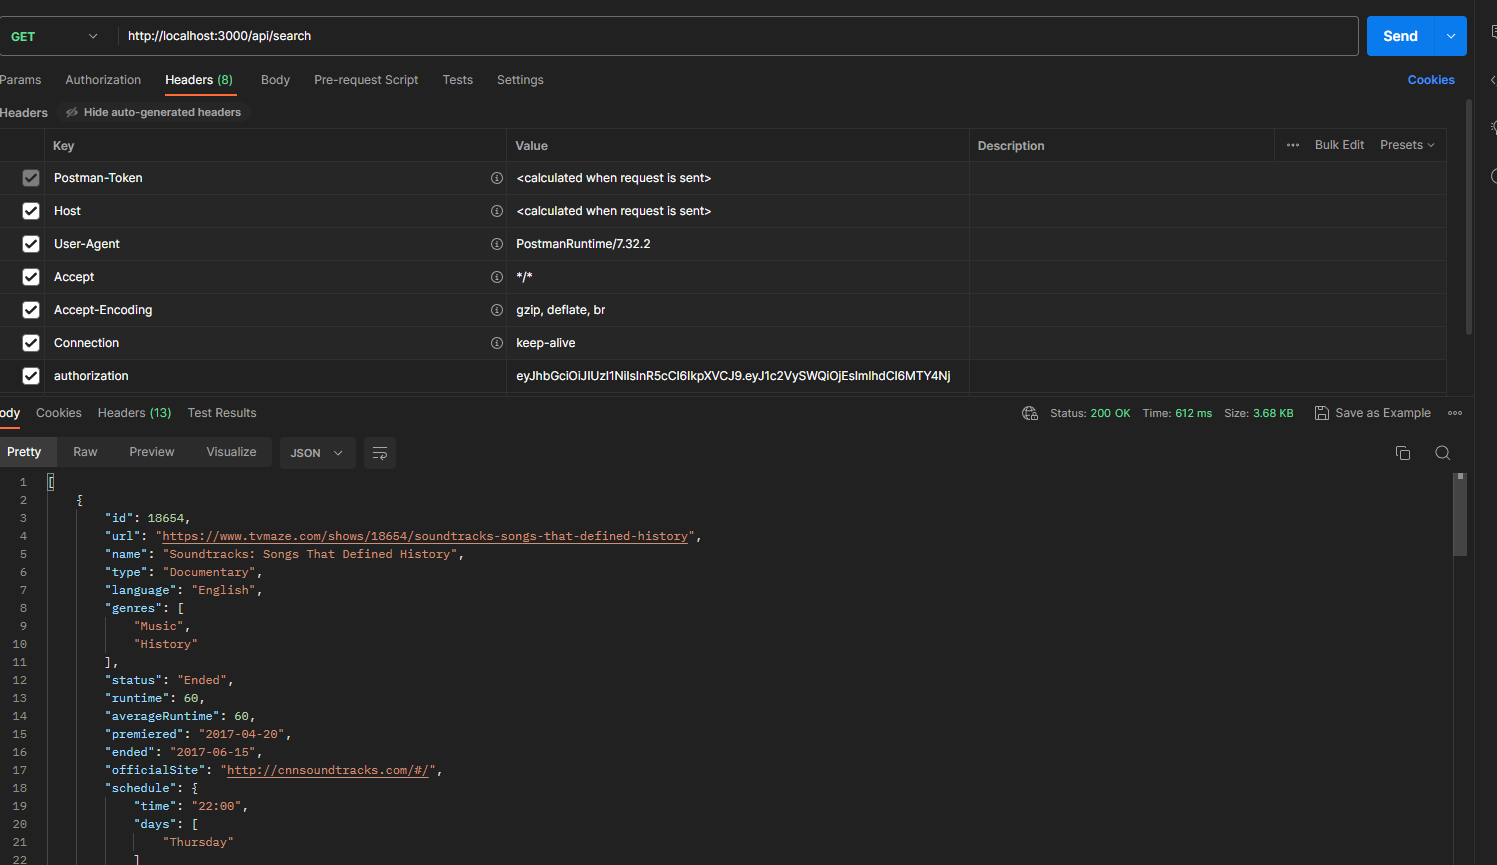 GET http://localhost:3000/api/search Send
Params Authorization Headers (8) Body Pre-request Script Tests Settings Cookies
Headers Hide auto-generated headers
Key Value Description ••• Bulk Edit Presets
Postman-Token <calculated when request is sent>
Host <calculated when request is sent>
User-Agent PostmanRuntime/7.32.2
Accept */*
Accept-Encoding gzip, deflate, br
Connection keep-alive
authorization eyJhbGciOiJIUzI1NiIsInR5cCI6IkpXVCJ9.eyJ1c2VySWQiOjEsImlhdCI6MTY4Nj
ody Cookies Headers (13) Test Results Status: 200 OK Time: 612 ms Size: 3.68 KB Save as Example
Pretty Raw Preview Visualize JSON
1 [
2 {
3 "id": 18654,
4 "url": "https://www.tvmaze.com/shows/18654/soundtracks-songs-that-defined-history",
5 "name": "Soundtracks: Songs That Defined History",
6 "type": "Documentary",
7 "language": "English",
8 "genres": [
9 "Music",
10 "History"
11 ],
12 "status": "Ended",
13 "runtime": 60,
14 "averageRuntime": 60,
15 "premiered": "2017-04-20",
16 "ended": "2017-06-15",
17 "officialSite": "http://cnnsoundtracks.com/#/",
18 "schedule": {
19 "time": "22:00",
20 "days": [
21 "Thursday"
22 ]